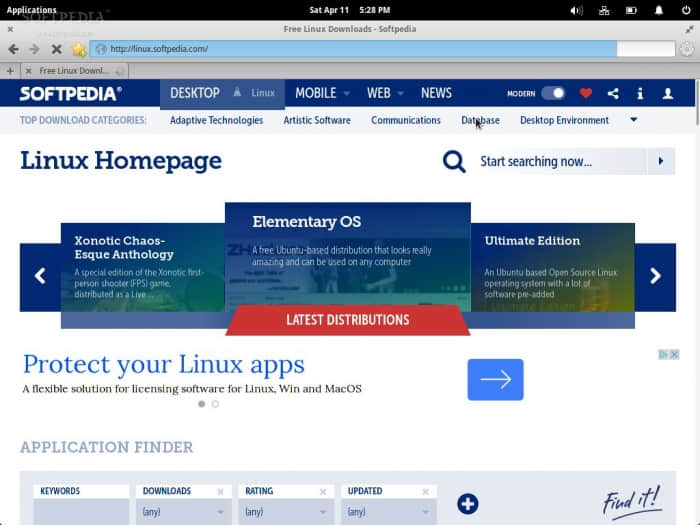 Applications
Sat Apr 11 5:28 PM
SOFTPEDIA
Free Linux Downloads - Softpedia
http://linux.softpedia.com/
Free Linux Downl...
SOFTPEDIA®
DESKTOP Linux MOBILE WEB NEWS MODERN
TOP DOWNLOAD CATEGORIES: Adaptive Technologies Artistic Software Communications Database Desktop Environment
Linux Homepage
Start searching now...
Xonotic Chaos-
Esque Anthology
A special edition of the Xonotic first-
person shooter (FPS) game,
distributed as a Live ...
Elementary OS
A free Ubuntu-based distribution that looks really
amazing and can be used on any computer
Ultimate Edition
An Ubuntu based Open Source Linux
operating system with a lot of
software pre-added
LATEST DISTRIBUTIONS
Protect your Linux apps
A flexible solution for licensing software for Linux, Win and MacOS
APPLICATION FINDER
KEYWORDS DOWNLOADS RATING UPDATED
(any) (any) (any)
Find it!